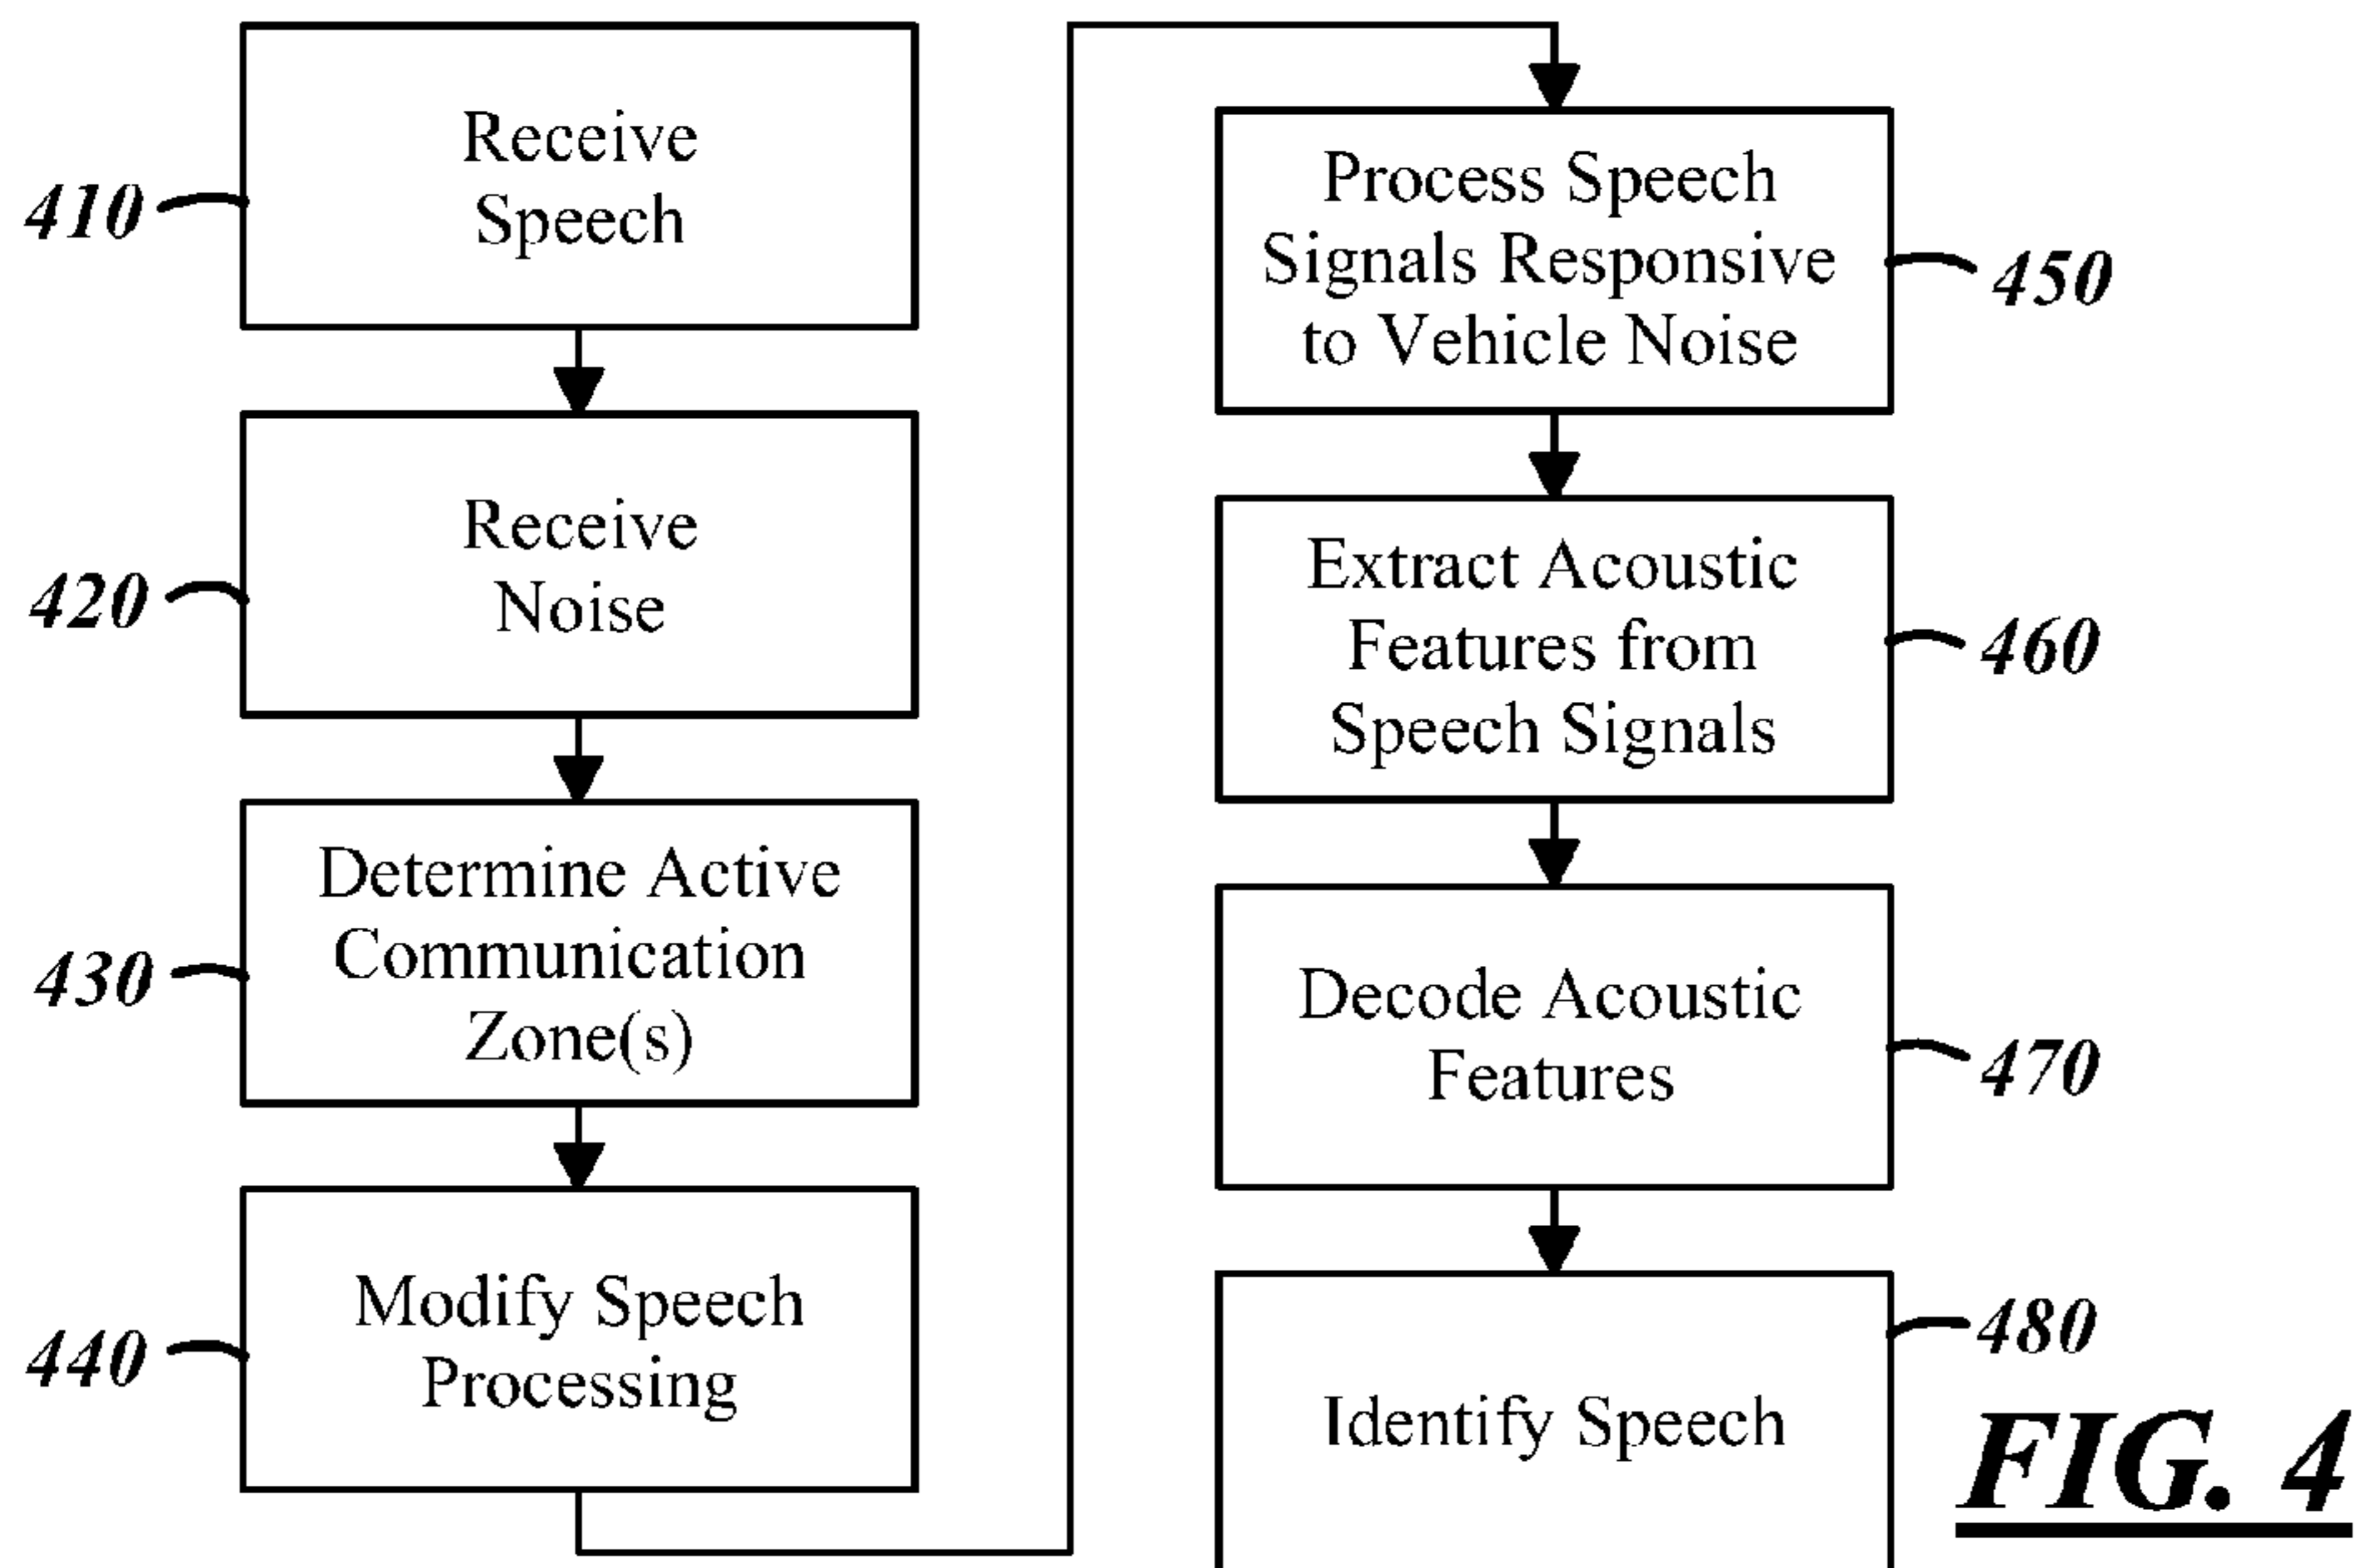 410
Receive
Speech
420
Receive
Noise
430
Determine Active
Communication
Zone(s)
440
Modify Speech
Processing
Process Speech
Signals Responsive
to Vehicle Noise
450
Extract Acoustic
Features from
Speech Signals
460
Decode Acoustic
Features
470
Identify Speech
480
FIG. 4